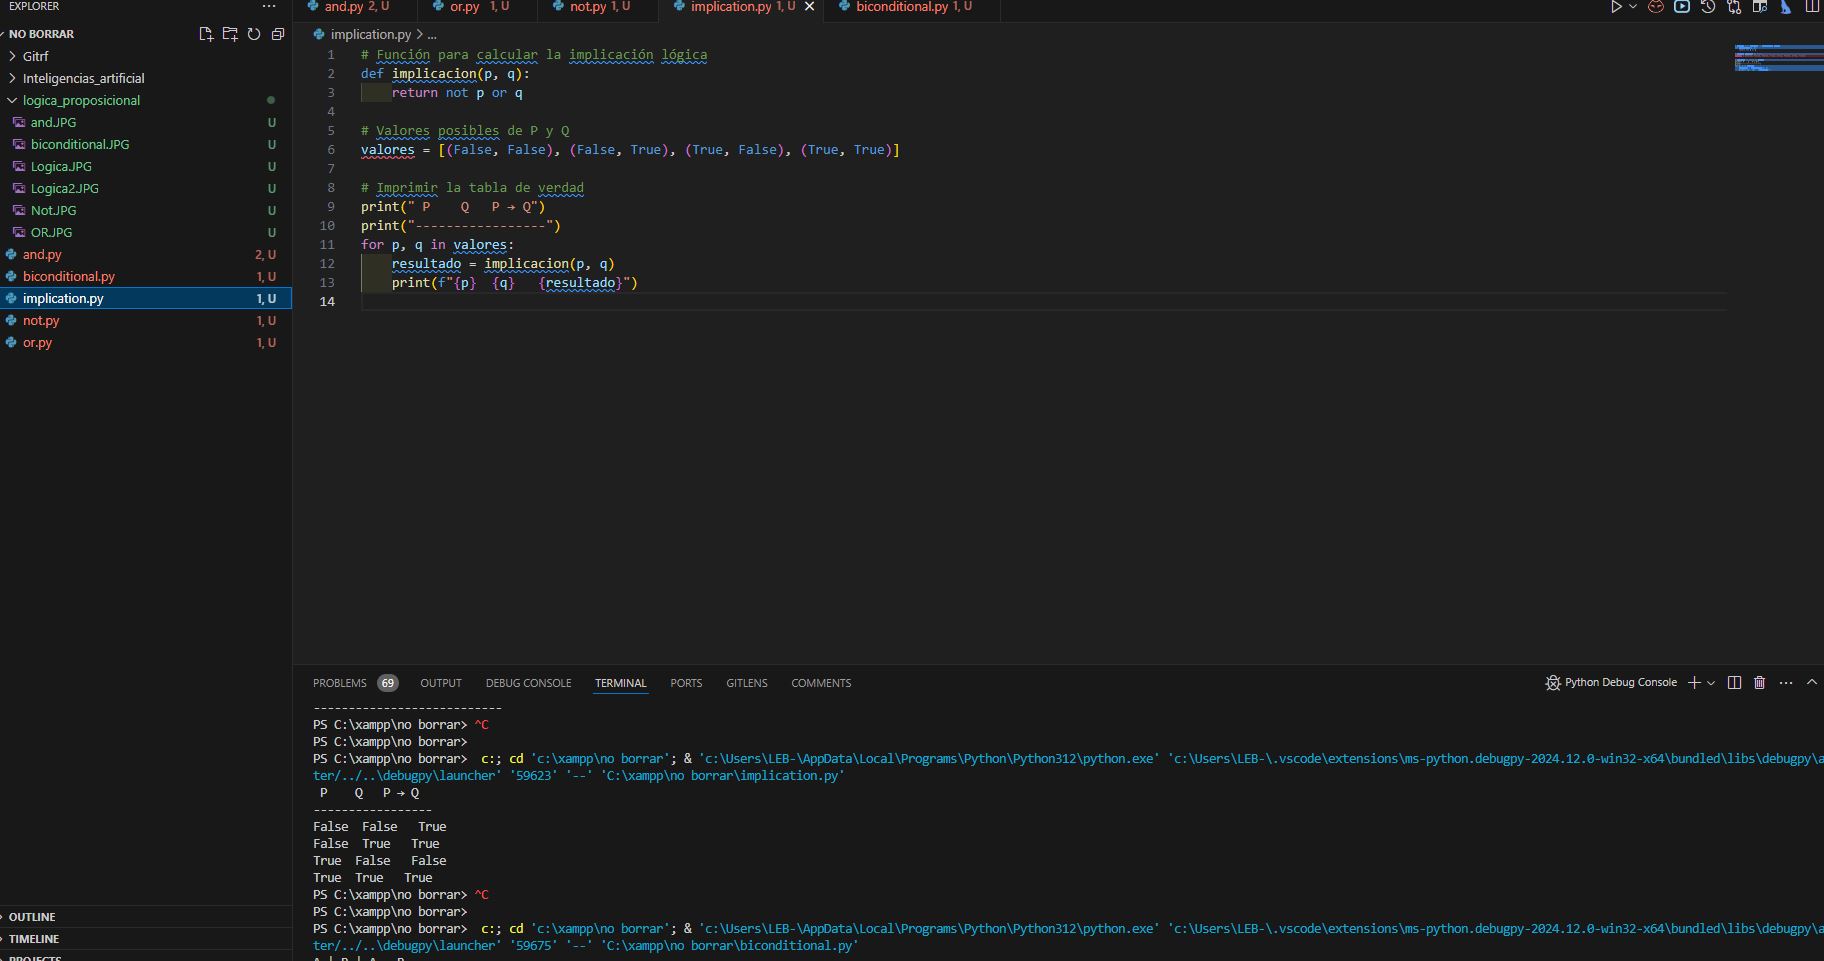 EXPLORER ...
and.py 2, U or.py 1, U not.py 1, U implication.py 1, U biconditional.py 1, U
NO BORRAR
implication.py > ...
Gitrf
Inteligencias_artificial
logica_proposicional
and.JPG U
biconditional.JPG U
Logica.JPG U
Logica2.JPG U
Not.JPG U
OR.JPG U
and.py 2, U
biconditional.py 1, U
implication.py 1, U
not.py 1, U
or.py 1, U
OUTLINE
TIMELINE
PROJECTS
1 # Función para calcular la implicación lógica
2 def implicacion(p, q):
3 return not p or q
4
5 # Valores posibles de P y Q
6 valores = [(False, False), (False, True), (True, False), (True, True)]
7
8 # Imprimir la tabla de verdad
9 print(" P    Q   P → Q")
10 print("-----------------")
11 for p, q in valores:
12 resultado = implicacion(p, q)
13 print(f"{p}  {q}   {resultado}")
14
PROBLEMS 69 OUTPUT DEBUG CONSOLE TERMINAL PORTS GITLENS COMMENTS
Python Debug Console
---------------------------
PS C:\xampp\no borrar> ^C
PS C:\xampp\no borrar>
PS C:\xampp\no borrar>  c:; cd 'c:\xampp\no borrar'; & 'c:\Users\LEB-\AppData\Local\Programs\Python\Python312\python.exe' 'c:\Users\LEB-\.vscode\extensions\ms-python.debugpy-2024.12.0-win32-x64\bundled\libs\debugpy\a
ter/../..\debugpy\launcher' '59623' '--' 'C:\xampp\no borrar\implication.py'
P    Q   P → Q
-----------------
False  False   True
False  True   True
True  False   False
True  True   True
PS C:\xampp\no borrar> ^C
PS C:\xampp\no borrar>
PS C:\xampp\no borrar>  c:; cd 'c:\xampp\no borrar'; & 'c:\Users\LEB-\AppData\Local\Programs\Python\Python312\python.exe' 'c:\Users\LEB-\.vscode\extensions\ms-python.debugpy-2024.12.0-win32-x64\bundled\libs\debugpy\a
ter/../..\debugpy\launcher' '59675' '--' 'C:\xampp\no borrar\biconditional.py'